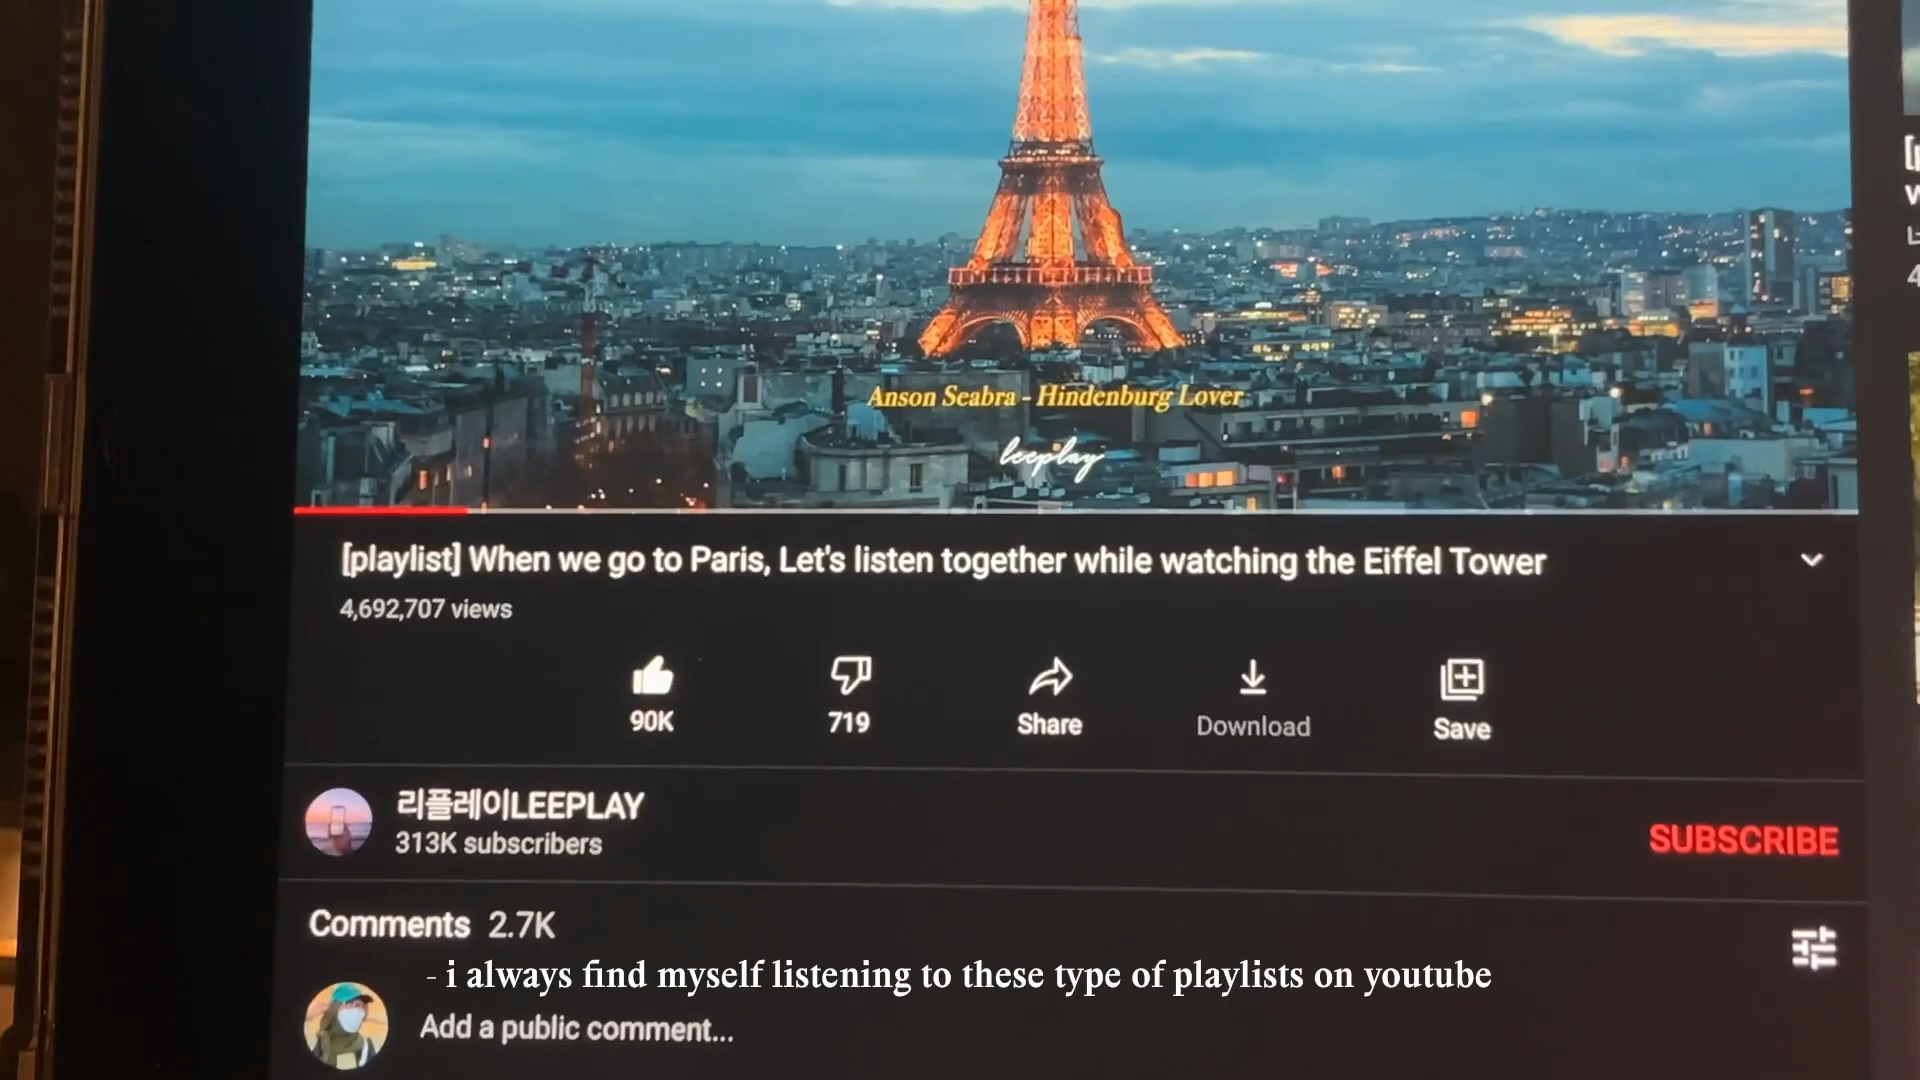 Anson Seabra - Hindenburg Lover
leeplay
[playlist] When we go to Paris, Let's listen together while watching the Eiffel Tower
4,692,707 views
90K
719
Share
Download
Save
리플레이LEEPLAY
313K subscribers
SUBSCRIBE
Comments 2.7K
- i always find myself listening to these type of playlists on youtube
Add a public comment...